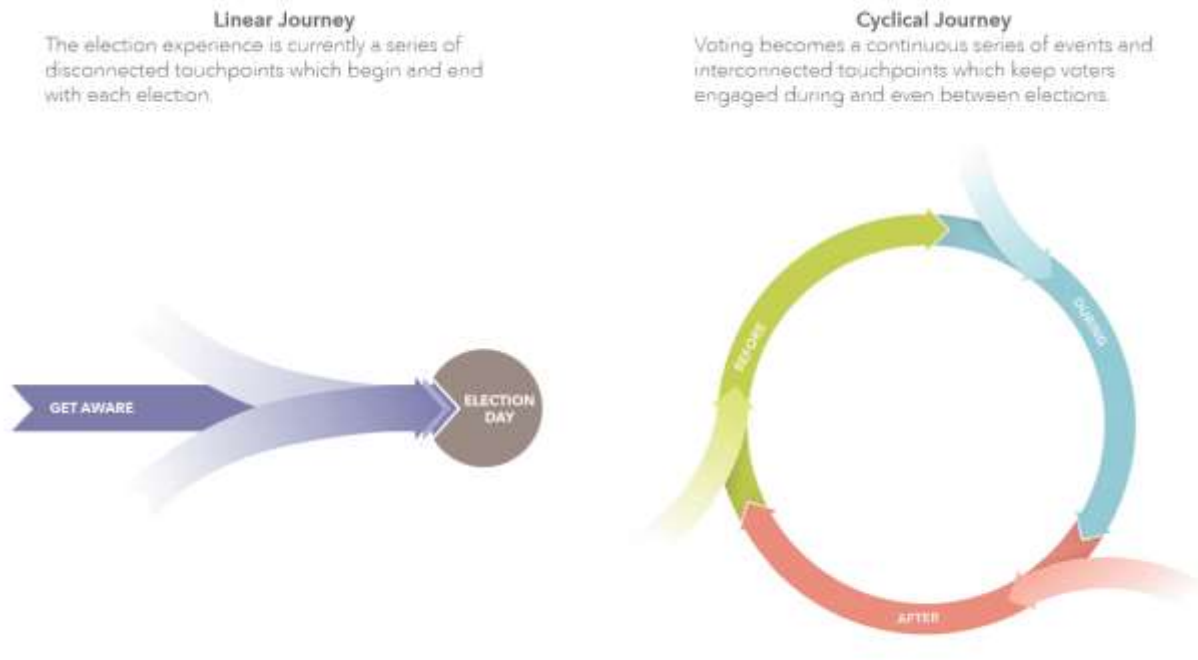 Linear Journey
The election experience is currently a series of
disconnected touchpoints which begin and end
with each election.
Cyclical Journey
Voting becomes a continuous series of events and
interconnected touchpoints which keep voters
engaged during and even between elections.
GET AWARE
ELECTION
DAY
BEFORE
DURING
AFTER